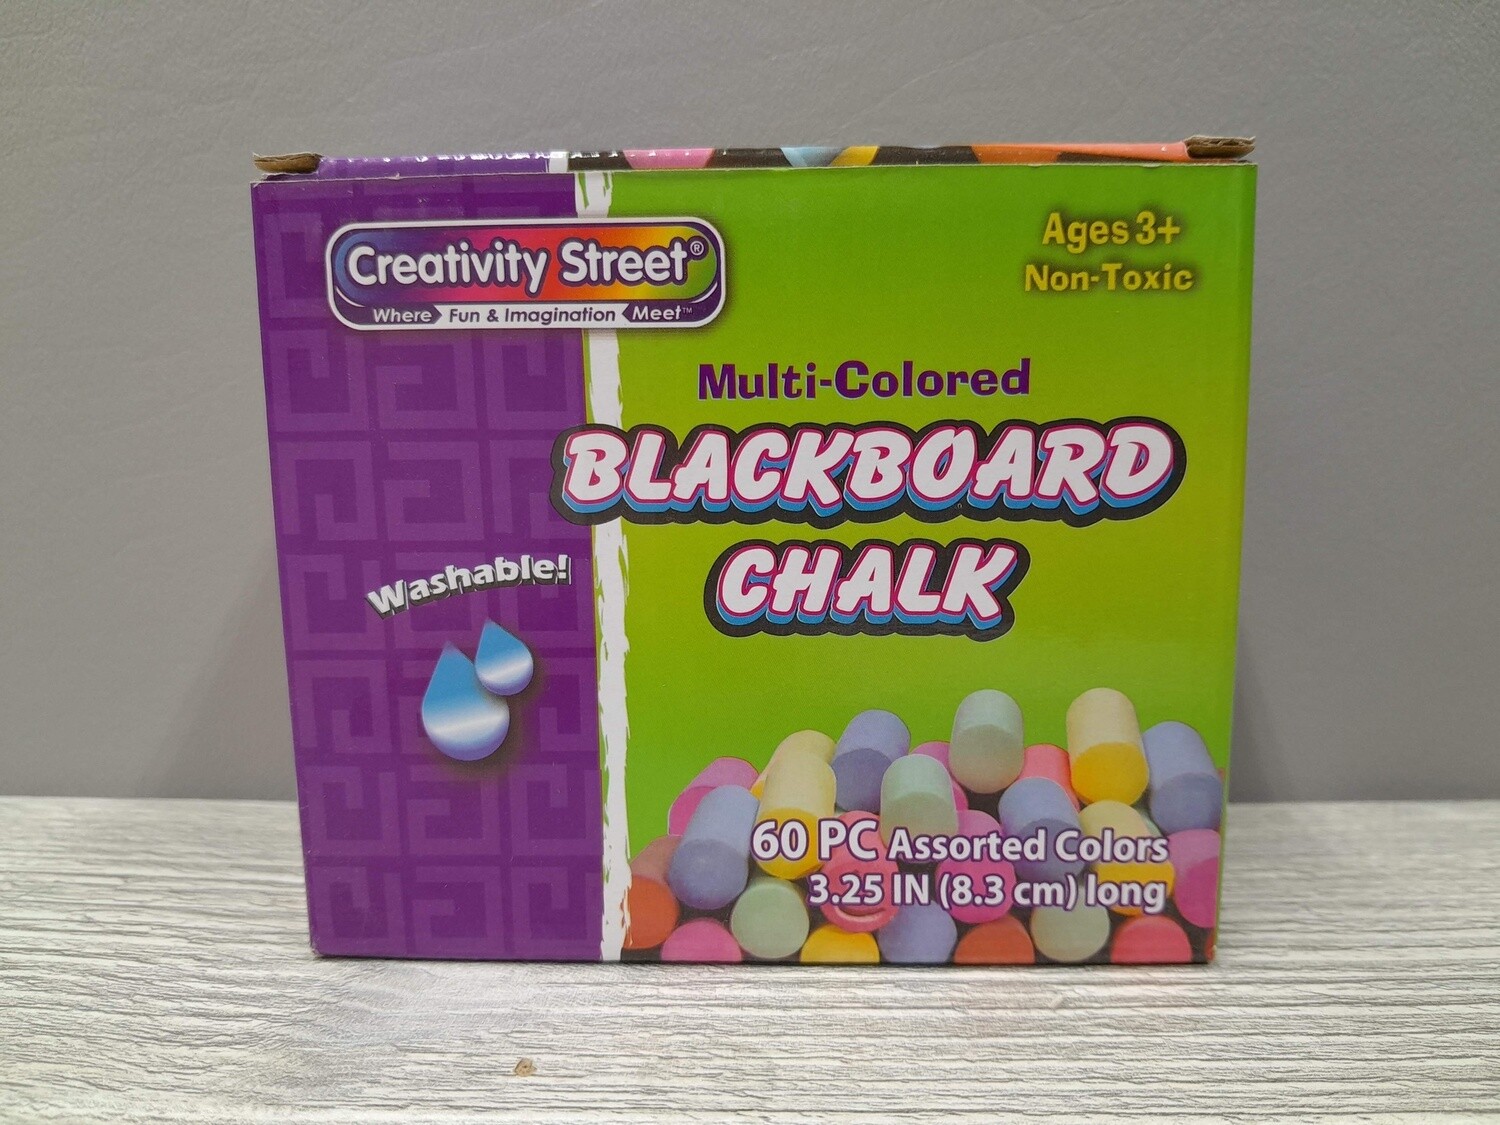 Creativity Street®
Where Fun & Imagination Meet™
Ages 3+
Non-Toxic
Multi-Colored
BLACKBOARD
CHALK
Washable!
60 PC Assorted Colors
3.25 IN (8.3 cm) long